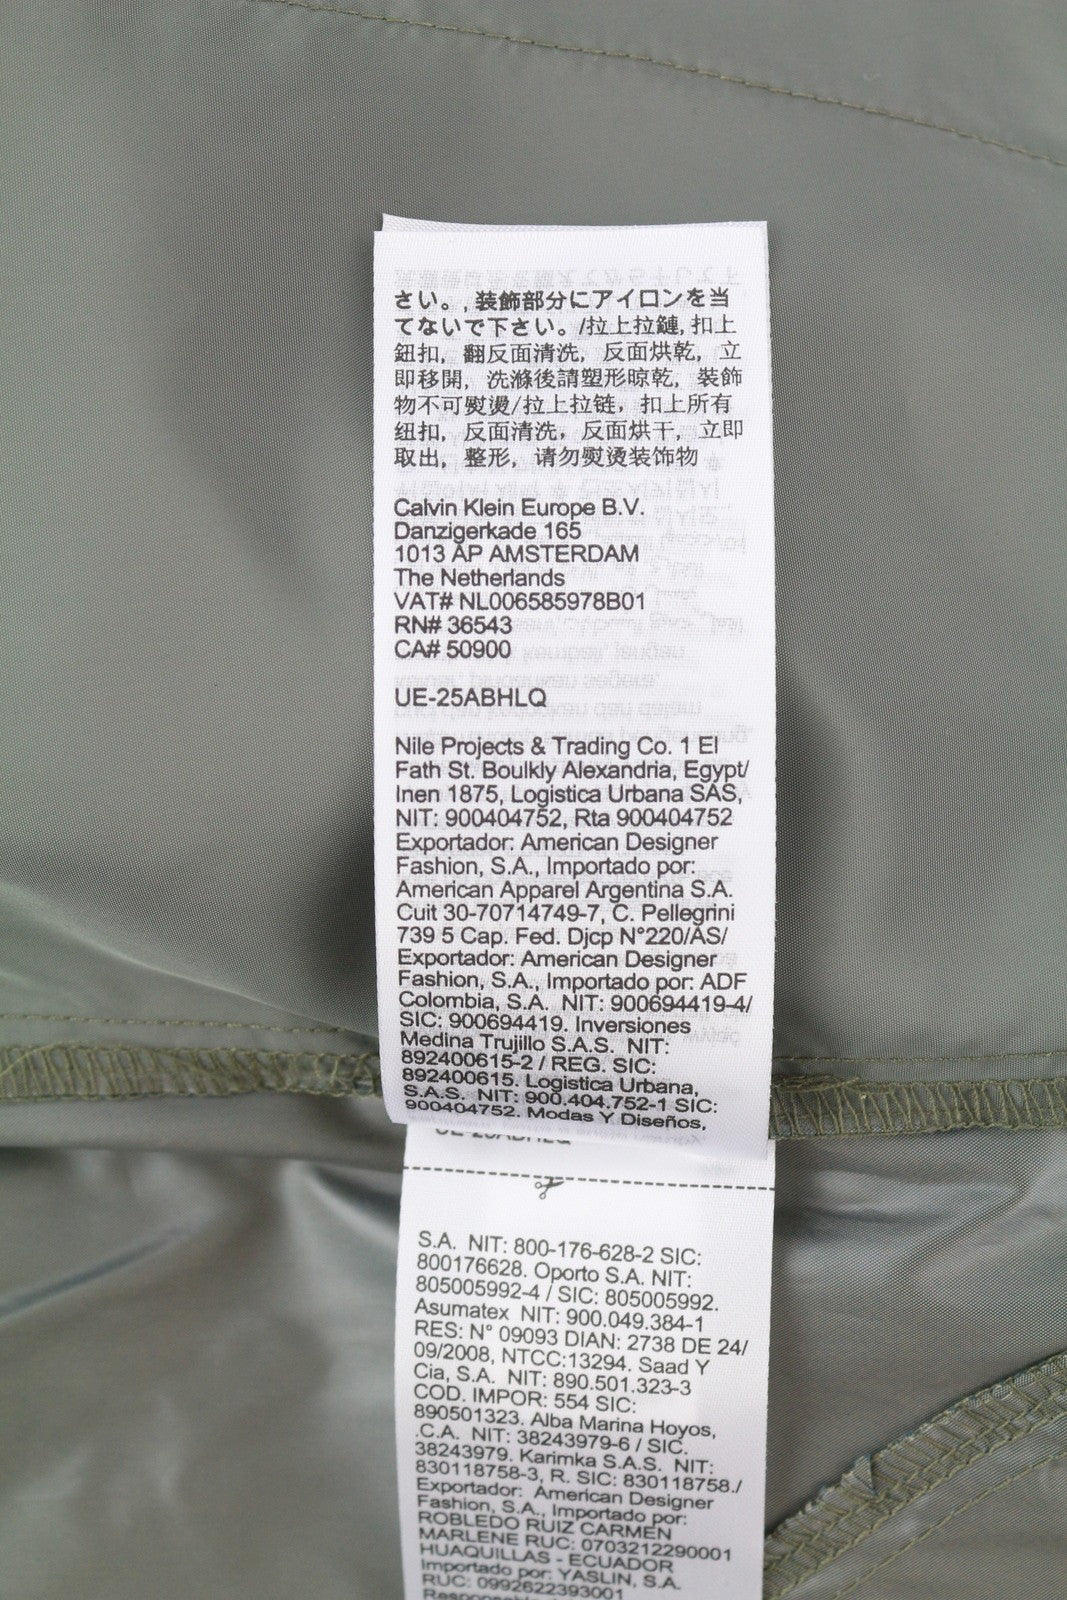 さい。,装飾部分にアイロンを当
てないで下さい。/拉上拉鏈, 扣上
鈕扣, 翻反面清洗, 反面烘乾, 立
即移開, 洗滌後請塑形晾乾, 裝飾
物不可熨燙/拉上拉链，扣上所有
纽扣, 反面清洗，反面烘干, 立即
取出, 整形, 请勿熨烫装饰物
Calvin Klein Europe B.V.
Danzigerkade 165
1013 AP AMSTERDAM
The Netherlands
VAT# NL006585978B01
RN# 36543
CA# 50900
UE-25ABHLQ
Nile Projects & Trading Co. 1 El
Fath St. Boulkly Alexandria, Egypt/
Inen 1875, Logistica Urbana SAS,
NIT: 900404752, Rta 900404752
Exportador: American Designer
Fashion, S.A., Importado por:
American Apparel Argentina S.A.
Cuit 30-70714749-7, C. Pellegrini
739 5 Cap. Fed. Djcp N°220/AS/
Exportador: American Designer
Fashion, S.A., Importado por: ADF
Colombia, S.A. NIT: 900694419-4/
SIC: 900694419. Inversiones
Medina Trujillo S.A.S. NIT:
892400615-2 / REG. SIC:
892400615. Logistica Urbana,
S.A.S. NIT: 900.404.752-1 SIC:
900404752. Modas Y Diseños,
UE-25ABHLQ
S.A. NIT: 800-176-628-2 SIC:
800176628. Oporto S.A. NIT:
805005992-4 / SIC: 805005992.
Asumatex NIT: 900.049.384-1
RES: N° 09093 DIAN: 2738 DE 24/
09/2008, NTCC:13294. Saad Y
Cia, S.A. NIT: 890.501.323-3
COD. IMPOR: 554 SIC:
890501323. Alba Marina Hoyos,
.C.A. NIT: 38243979-6 / SIC.
38243979. Karimka S.A.S. NIT:
830118758-3, R. SIC: 830118758./
Exportador: American Designer
Fashion, S.A., Importado por:
ROBLEDO RUIZ CARMEN
MARLENE RUC: 0703212290001
HUAQUILLAS - ECUADOR
Importado por: YASLIN, S.A.
RUC: 0992622393001